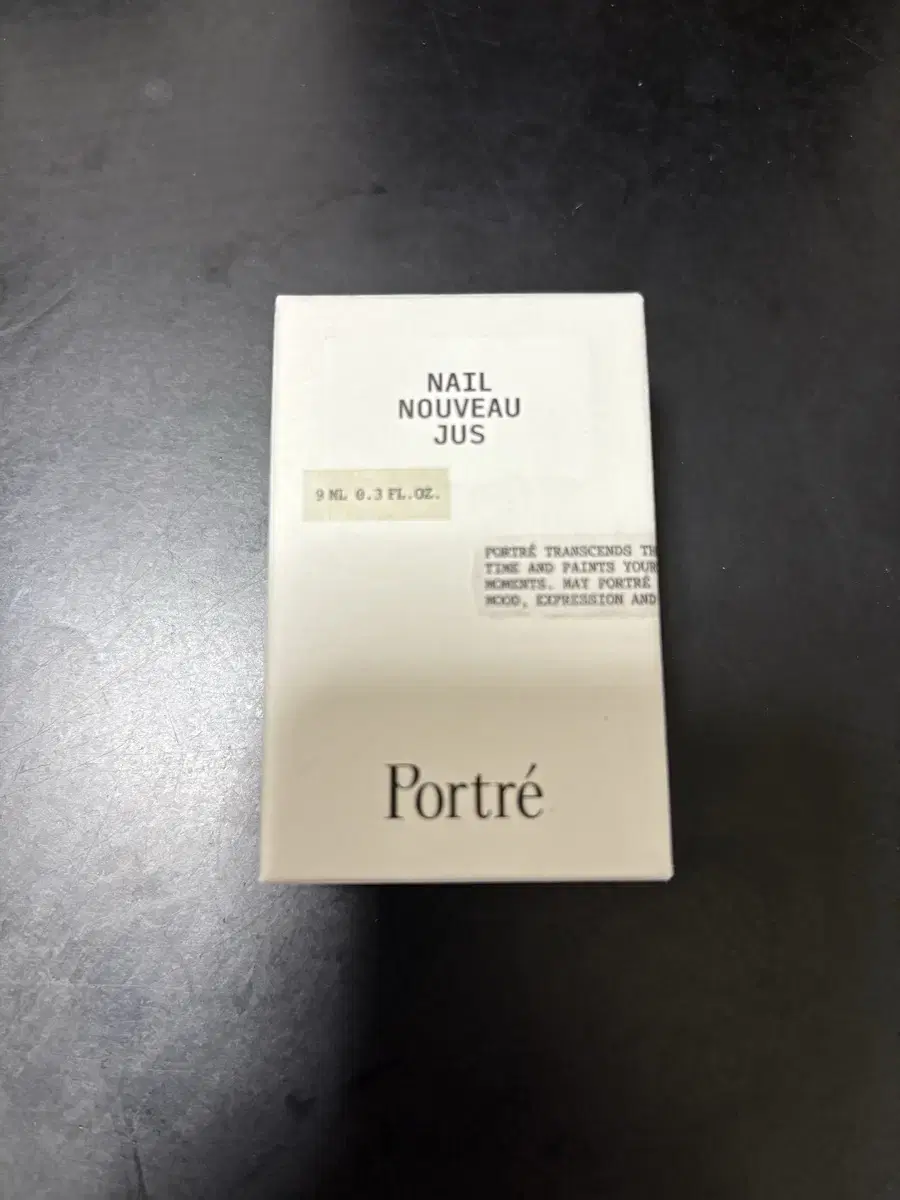 NAIL
NOUVEAU
JUS
9 ML 0.3 FL.OZ.
PORTRÉ TRANSCENDS TH
TIME AND PAINTS YOUR
MOMENTS. MAY PORTRÉ
MOOD, EXPRESSION AND
Portré